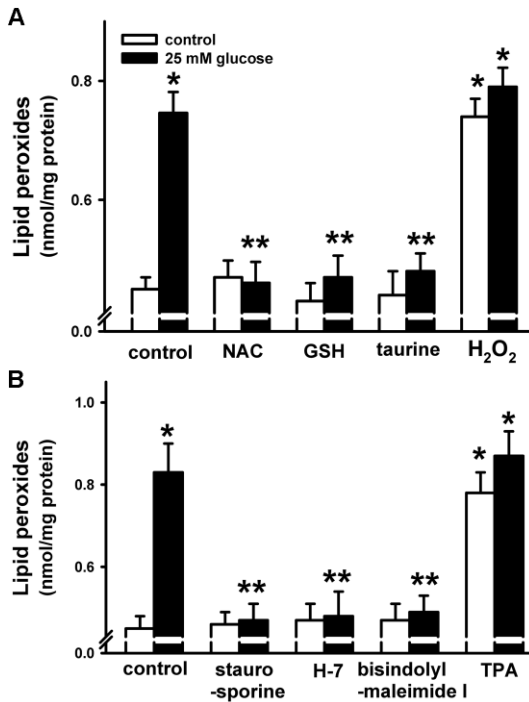 A
control
25 mM glucose
Lipid peroxides
(nmol/mg protein)
0.8
0.6
0.0
*
**
**
**
*
*
control
NAC
GSH
taurine
H₂O₂
B
Lipid peroxides
(nmol/mg protein)
1.0
0.8
0.6
0.0
*
**
**
**
*
*
control
stauro
-sporine
H-7
bisindolyl
-maleimide I
TPA